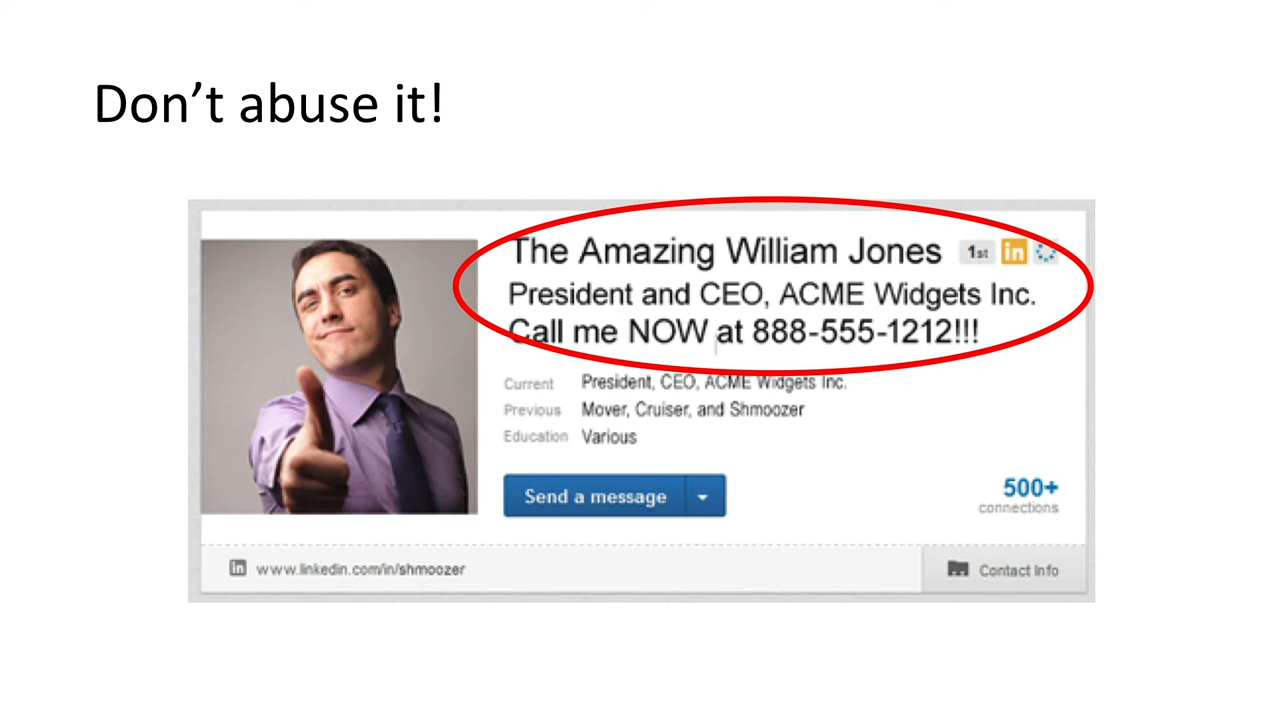 Don’t abuse it!
The Amazing William Jones 1st in
President and CEO, ACME Widgets Inc.
Call me NOW at 888-555-1212!!!
Current President, CEO, ACME Widgets Inc.
Previous Mover, Cruiser, and Shmoozer
Education Various
Send a message
500+
connections
in www.linkedin.com/in/shmoozer
Contact Info